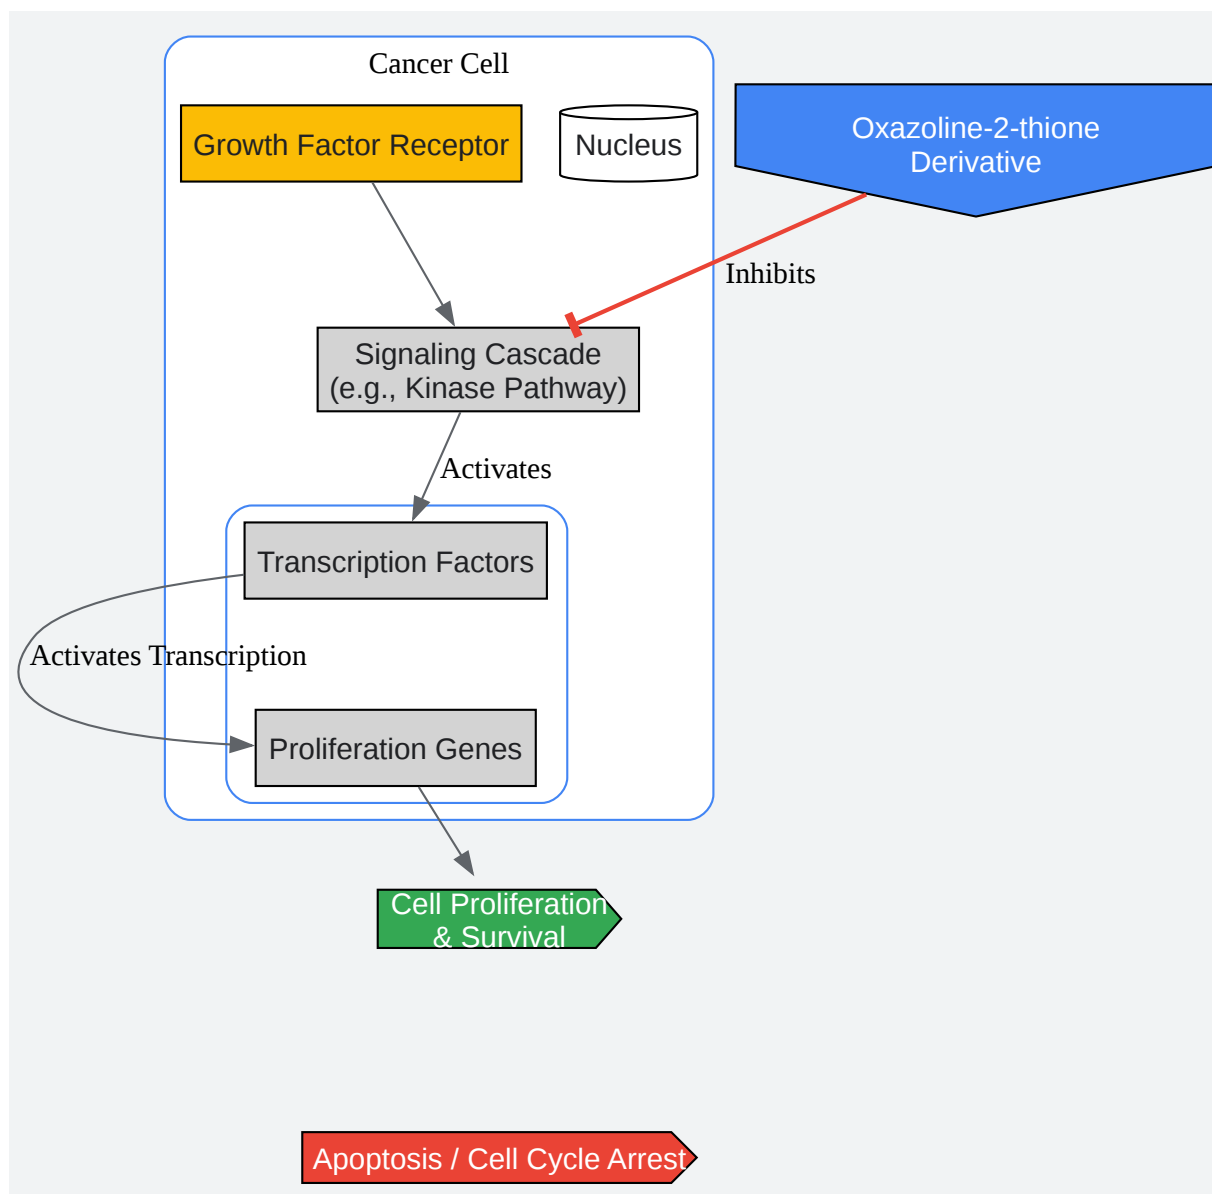 Cancer Cell
Growth Factor Receptor
Nucleus
Oxazoline-2-thione
Derivative
Inhibits
Signaling Cascade
(e.g., Kinase Pathway)
Activates
Transcription Factors
Activates Transcription
Proliferation Genes
Cell Proliferation
& Survival
Apoptosis / Cell Cycle Arrest